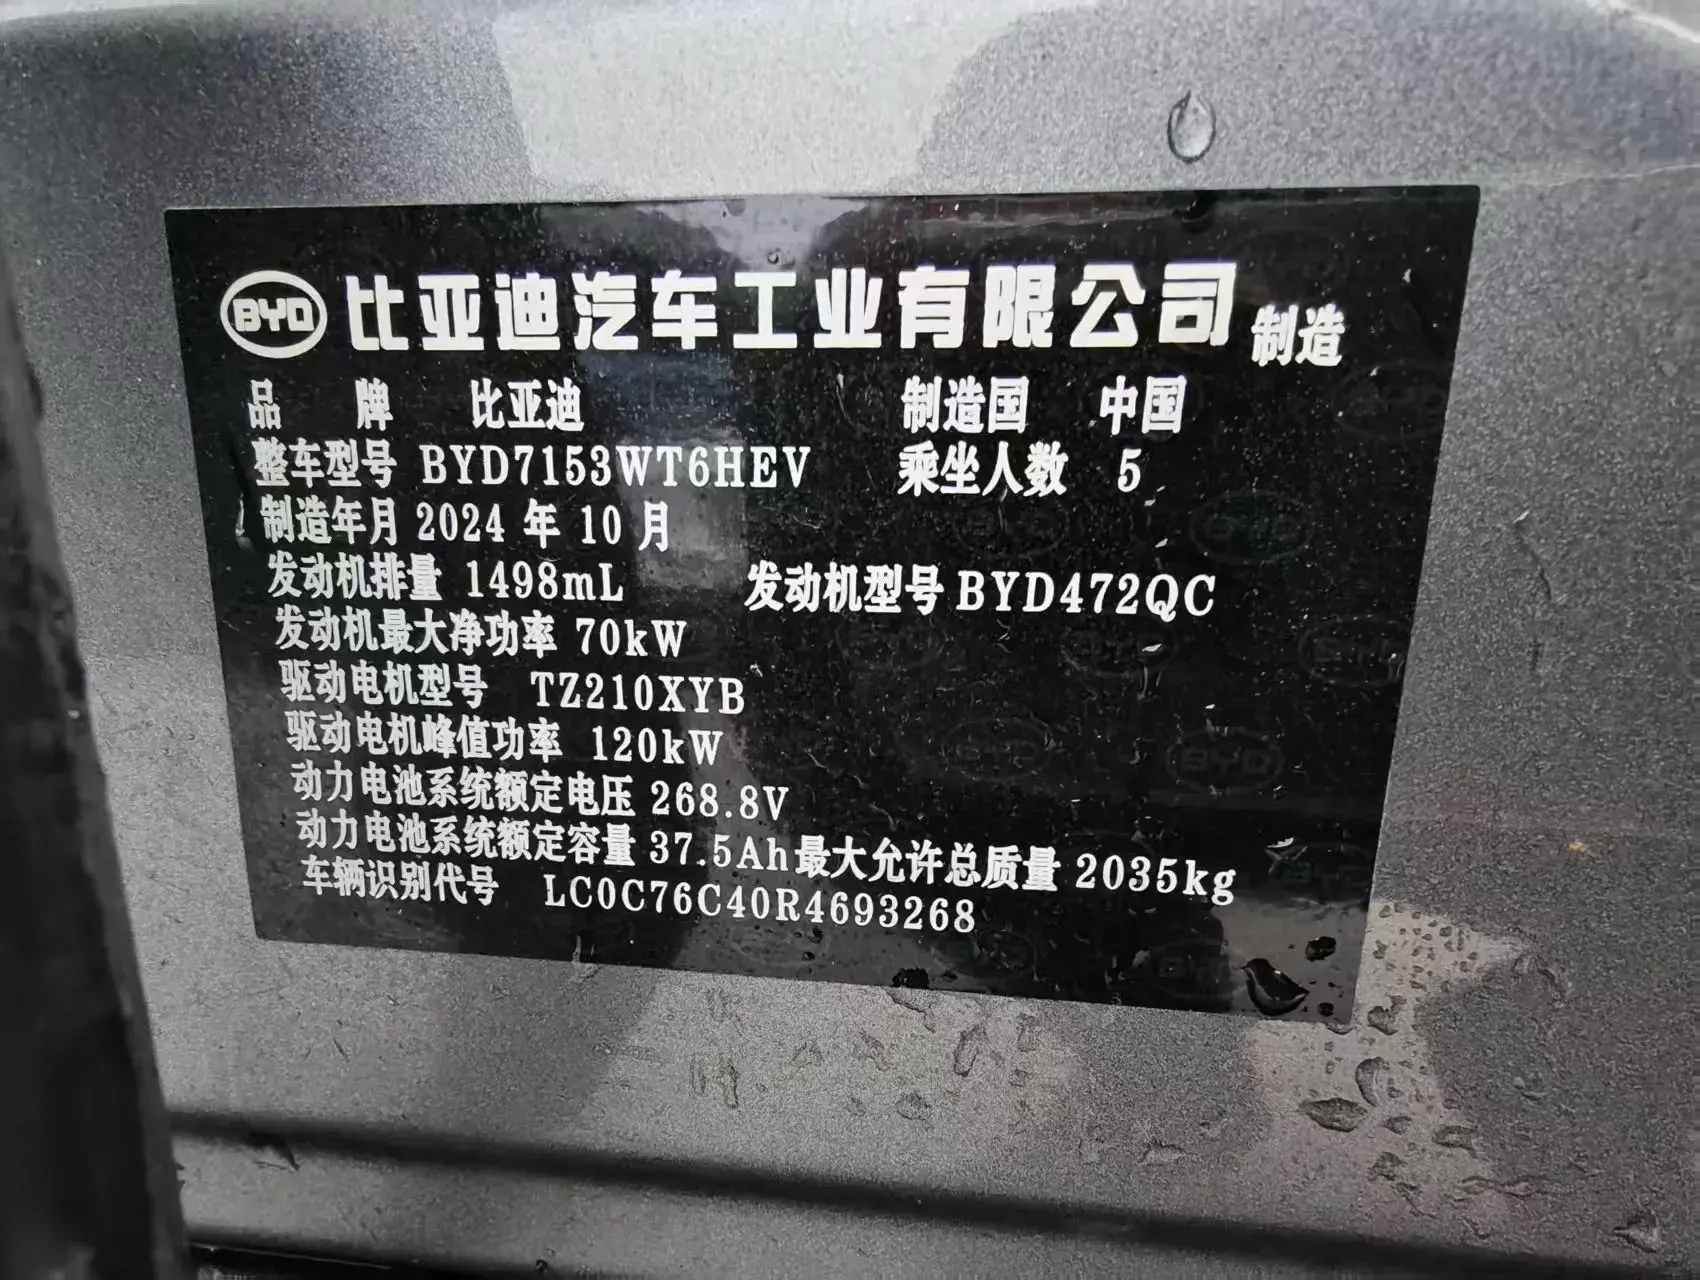 BYD 比亚迪汽车工业有限公司 制造
品 牌 比亚迪 制造国 中国
整车型号 BYD7153WT6HEV 乘坐人数 5
制造年月 2024 年 10 月
发动机排量 1498mL 发动机型号 BYD472QC
发动机最大净功率 70kW
驱动电机型号 TZ210XYB
驱动电机峰值功率 120kW
动力电池系统额定电压 268.8V
动力电池系统额定容量 37.5Ah 最大允许总质量 2035kg
车辆识别代号 LC0C76C40R4693268